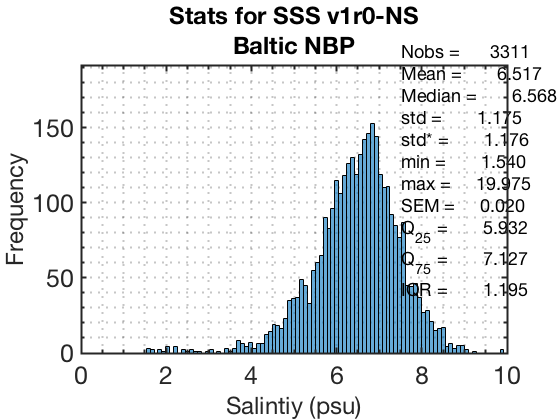 Stats for SSS v1r0-NS
Baltic NBP
Nobs = 3311
Mean = 6.517
Median = 6.568
std = 1.175
std* = 1.176
min = 1.540
max = 19.975
SEM = 0.020
Q25 = 5.932
Q75 = 7.127
IQR = 1.195
Frequency
150
100
50
0
0 2 4 6 8 10
Salintiy (psu)